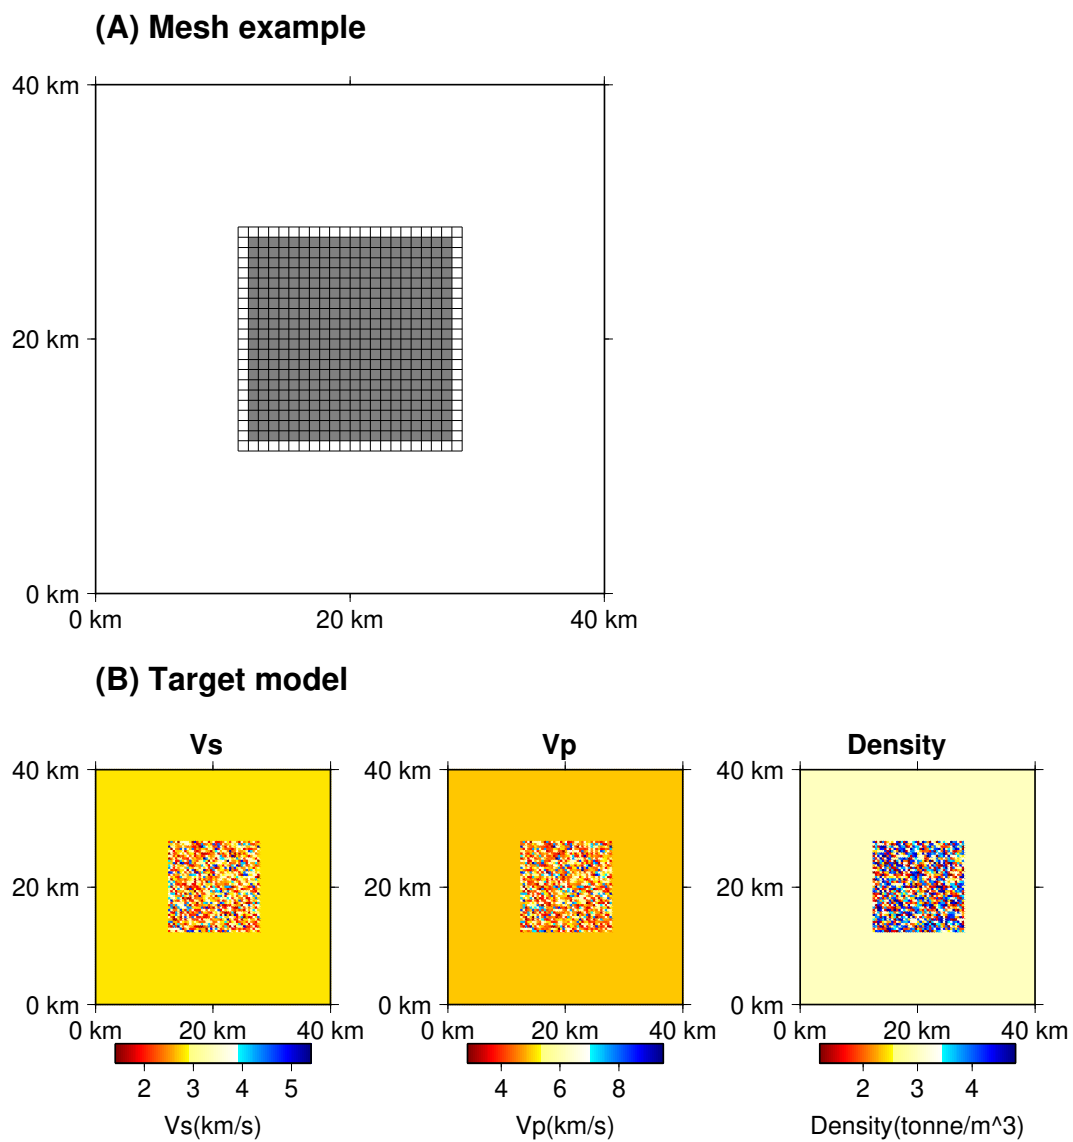 (A) Mesh example
40 km
20 km
0 km
0 km 20 km 40 km
(B) Target model
Vs Vp Density
40 km 40 km 40 km
20 km 20 km 20 km
0 km 0 km 0 km
0 km 20 km 40 km 0 km 20 km 40 km 0 km 20 km 40 km
2 3 4 5 4 6 8 2 3 4
Vs(km/s) Vp(km/s) Density(tonne/m^3)